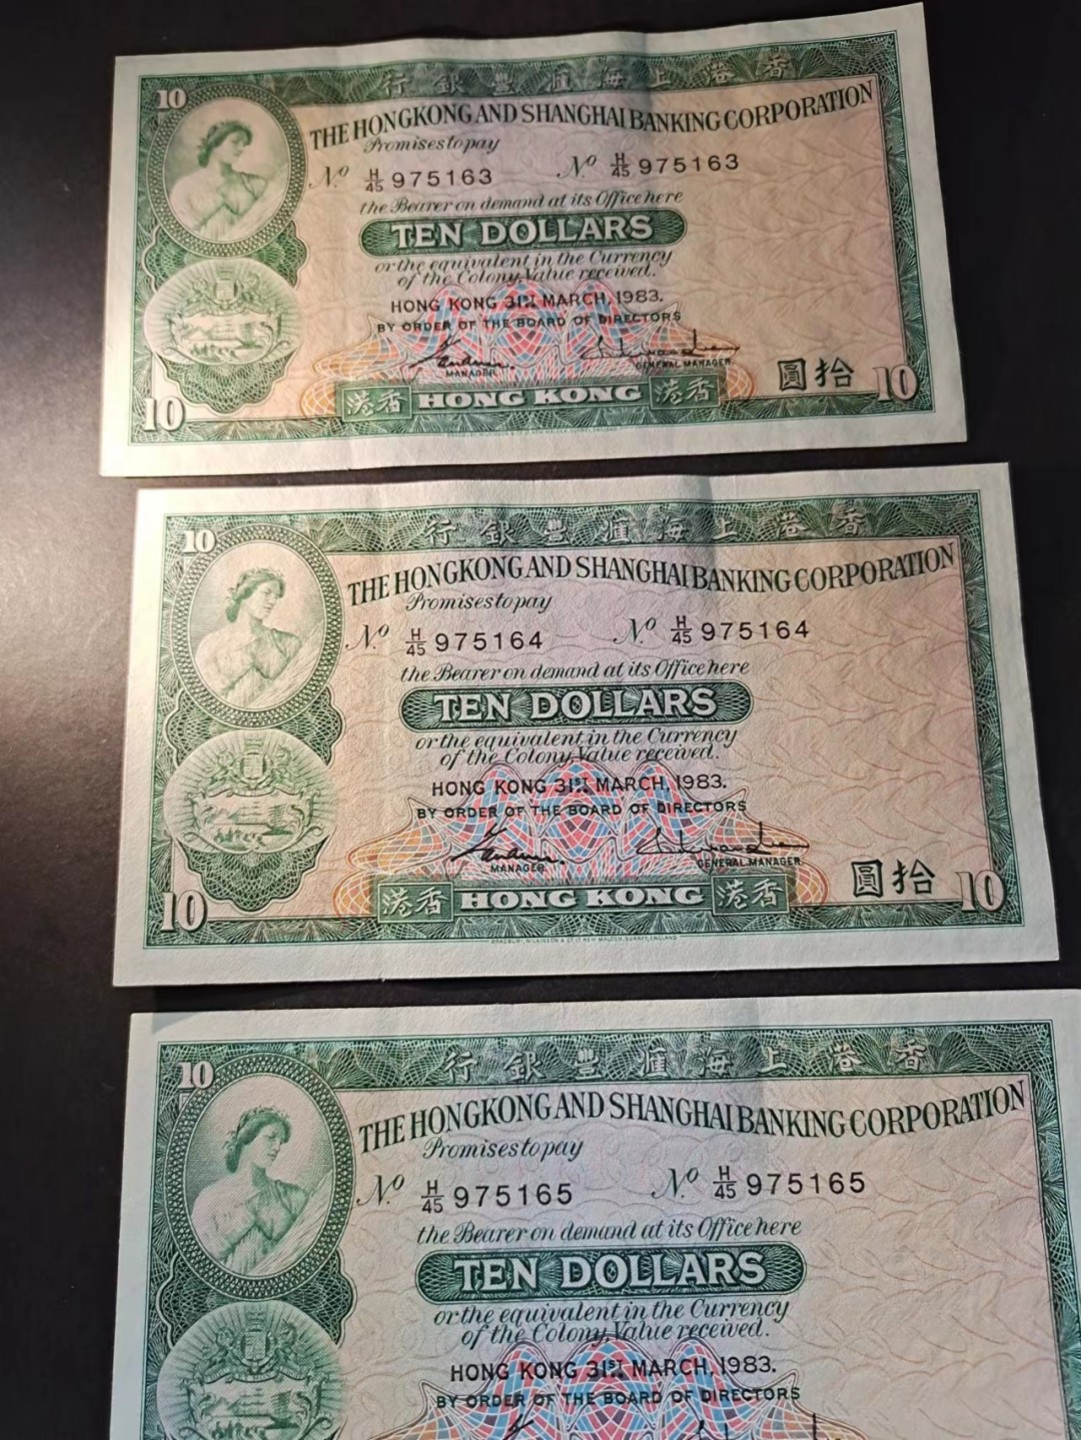 10
行銀豐滙海上港香
THE HONGKONG AND SHANGHAI BANKING CORPORATION
Promises to pay
No H/45 975163 No H/45 975163
the Bearer on demand at its Office here
TEN DOLLARS
or the equivalent in the Currency
of the Colony, Value received.
HONG KONG 31ST MARCH, 1983.
BY ORDER OF THE BOARD OF DIRECTORS
MANAGER. GENERAL MANAGER.
圓拾
10 港香 HONG KONG 港香 10
10
行銀豐滙海上港香
THE HONGKONG AND SHANGHAI BANKING CORPORATION
Promises to pay
No H/45 975164 No H/45 975164
the Bearer on demand at its Office here
TEN DOLLARS
or the equivalent in the Currency
of the Colony, Value received.
HONG KONG 31ST MARCH, 1983.
BY ORDER OF THE BOARD OF DIRECTORS
MANAGER. GENERAL MANAGER.
圓拾
10 港香 HONG KONG 港香 10
BRADBURY, WILKINSON & CO. LD. NEW MALDEN, SURREY, ENGLAND
10
行銀豐滙海上港香
THE HONGKONG AND SHANGHAI BANKING CORPORATION
Promises to pay
No H/45 975165 No H/45 975165
the Bearer on demand at its Office here
TEN DOLLARS
or the equivalent in the Currency
of the Colony, Value received.
HONG KONG 31ST MARCH, 1983.
BY ORDER OF THE BOARD OF DIRECTORS